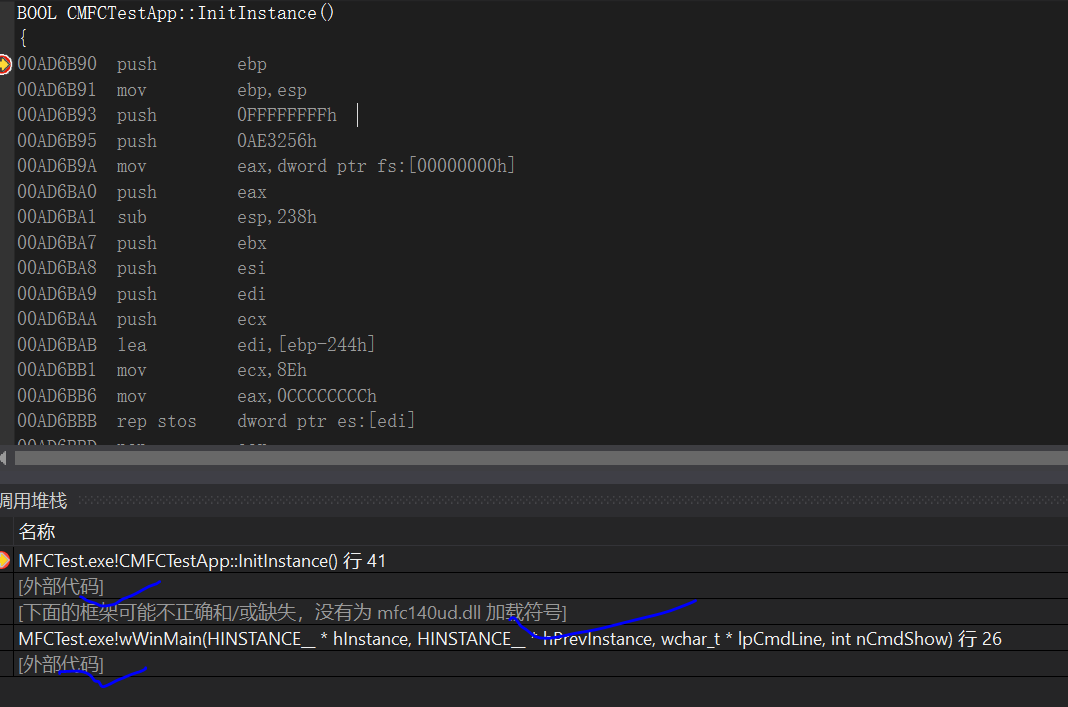 BOOL CMFCTestApp::InitInstance()
{
00AD6B90 push ebp
00AD6B91 mov ebp,esp
00AD6B93 push 0FFFFFFFFh
00AD6B95 push 0AE3256h
00AD6B9A mov eax,dword ptr fs:[00000000h]
00AD6BA0 push eax
00AD6BA1 sub esp,238h
00AD6BA7 push ebx
00AD6BA8 push esi
00AD6BA9 push edi
00AD6BAA push ecx
00AD6BAB lea edi,[ebp-244h]
00AD6BB1 mov ecx,8Eh
00AD6BB6 mov eax,0CCCCCCCCh
00AD6BBB rep stos dword ptr es:[edi]
00AD6BBD pop ecx
调用堆栈
名称
MFCTest.exe!CMFCTestApp::InitInstance() 行 41
[外部代码]
[下面的框架可能不正确和/或缺失，没有为 mfc140ud.dll 加载符号]
MFCTest.exe!wWinMain(HINSTANCE__ * hInstance, HINSTANCE__ * hPrevInstance, wchar_t * lpCmdLine, int nCmdShow) 行 26
[外部代码]